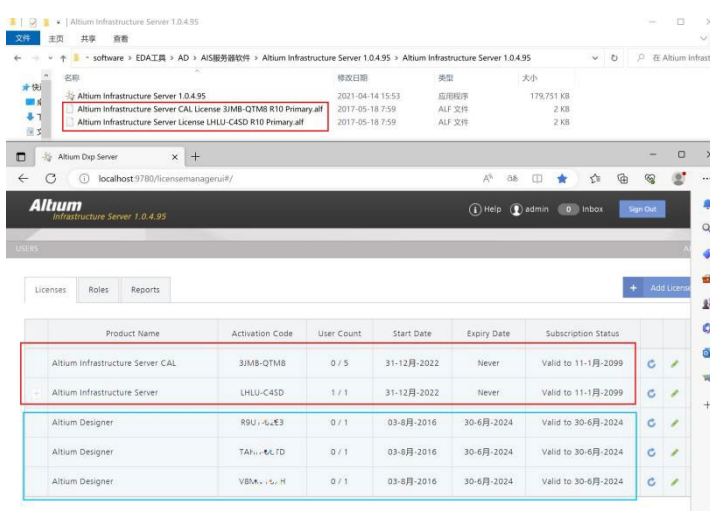 Altium Infrastructure Server 1.0.4.95
文件 主页 共享 查看
software > EDA工具 > AD > AIS服务器软件 > Altium Infrastructure Server 1.0.4.95 > Altium Infrastructure Server 1.0.4.95
在 Altium Infrast
名称 修改日期 类型 大小
Altium Infrastructure Server 1.0.4.95 2021-04-14 15:53 应用程序 179,751 KB
Altium Infrastructure Server CAL License 3JMB-QTM8 R10 Primary.alf 2017-05-18 7:59 ALF 文件 2 KB
Altium Infrastructure Server License LHLU-C4SD R10 Primary.alf 2017-05-18 7:59 ALF 文件 2 KB
Altium Dxp Server
localhost:9780/licensemanagerui#/
Altium
Infrastructure Server 1.0.4.95
Help admin 0 Inbox Sign Out
USERS
Licenses Roles Reports
+ Add License
Product Name Activation Code User Count Start Date Expiry Date Subscription Status
Altium Infrastructure Server CAL 3JMB-QTM8 0 / 5 31-12月-2022 Never Valid to 11-1月-2099
Altium Infrastructure Server LHLU-C4SD 1 / 1 31-12月-2022 Never Valid to 11-1月-2099
Altium Designer 0 / 1 03-8月-2016 30-6月-2024 Valid to 30-6月-2024
Altium Designer 0 / 1 03-8月-2016 30-6月-2024 Valid to 30-6月-2024
Altium Designer 0 / 1 03-8月-2016 30-6月-2024 Valid to 30-6月-2024